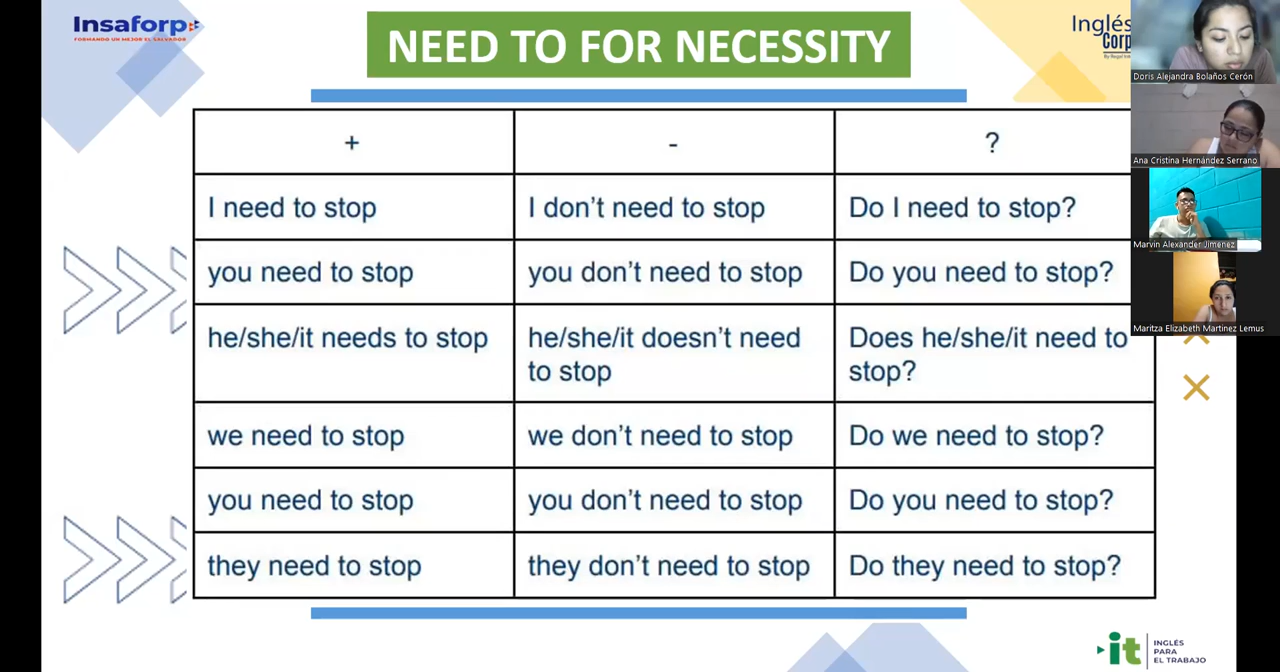 Insaforp
FORMANDO UN MEJOR EL SALVADOR
NEED TO FOR NECESSITY
Inglés
Corp
+
-
?
I need to stop
I don't need to stop
Do I need to stop?
you need to stop
you don't need to stop
Do you need to stop?
he/she/it needs to stop
he/she/it doesn't need
to stop
Does he/she/it need to
stop?
we need to stop
we don't need to stop
Do we need to stop?
you need to stop
you don't need to stop
Do you need to stop?
they need to stop
they don't need to stop
Do they need to stop?
Doris Alejandra Bolaños Cerón
Ana Cristina Hernández Serrano
Marvin Alexander Jimenez
Maritza Elizabeth Martinez Lemus
it
INGLÉS
PARA
EL TRABAJO